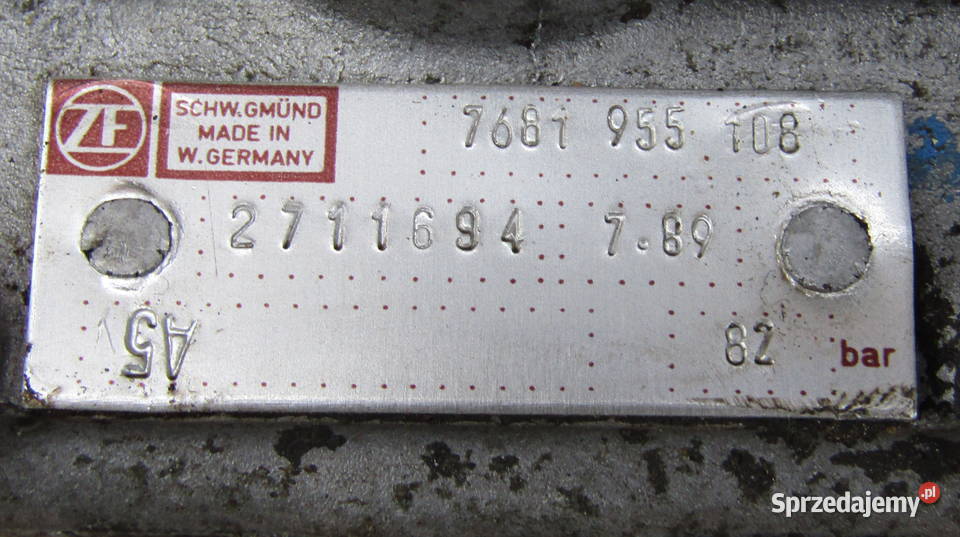 ZF
SCHW.GMÜND
MADE IN
W. GERMANY
7681 955 108
2711694 7.89
A5
82 bar
Sprzedajemy.pl